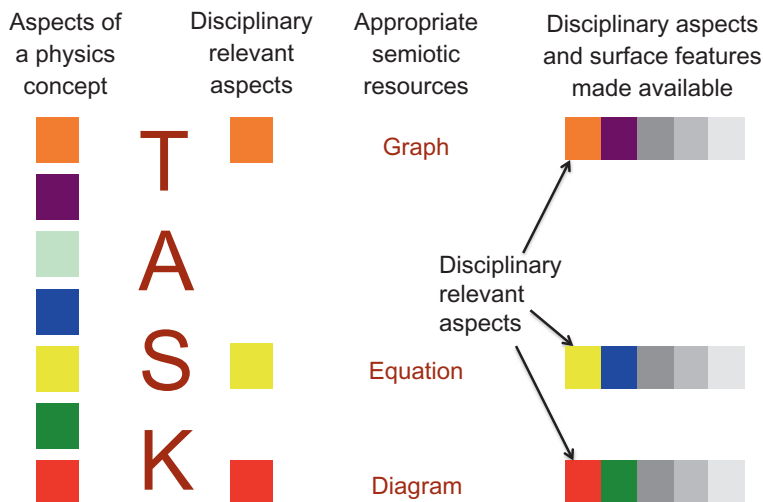 Aspects of
a physics
concept
Disciplinary
relevant
aspects
Appropriate
semiotic
resources
Disciplinary aspects
and surface features
made available
T
A
S
K
Graph
Disciplinary
relevant
aspects
Equation
Diagram